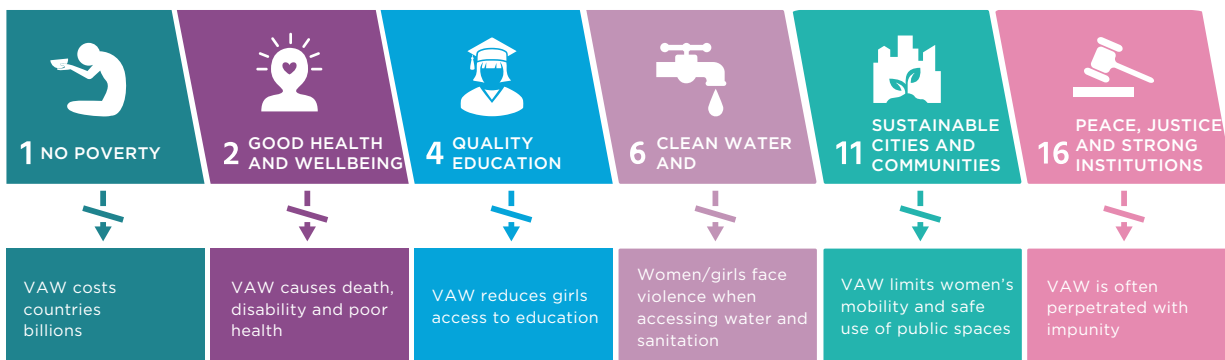 1 NO POVERTY
2 GOOD HEALTH
AND WELLBEING
4 QUALITY
EDUCATION
6 CLEAN WATER
AND
11 SUSTAINABLE
CITIES AND
COMMUNITIES
16 PEACE, JUSTICE
AND STRONG
INSTITUTIONS
VAW costs
countries
billions
VAW causes death,
disability and poor
health
VAW reduces girls
access to education
Women/girls face
violence when
accessing water and
sanitation
VAW limits women’s
mobility and safe
use of public spaces
VAW is often
perpetrated with
impunity